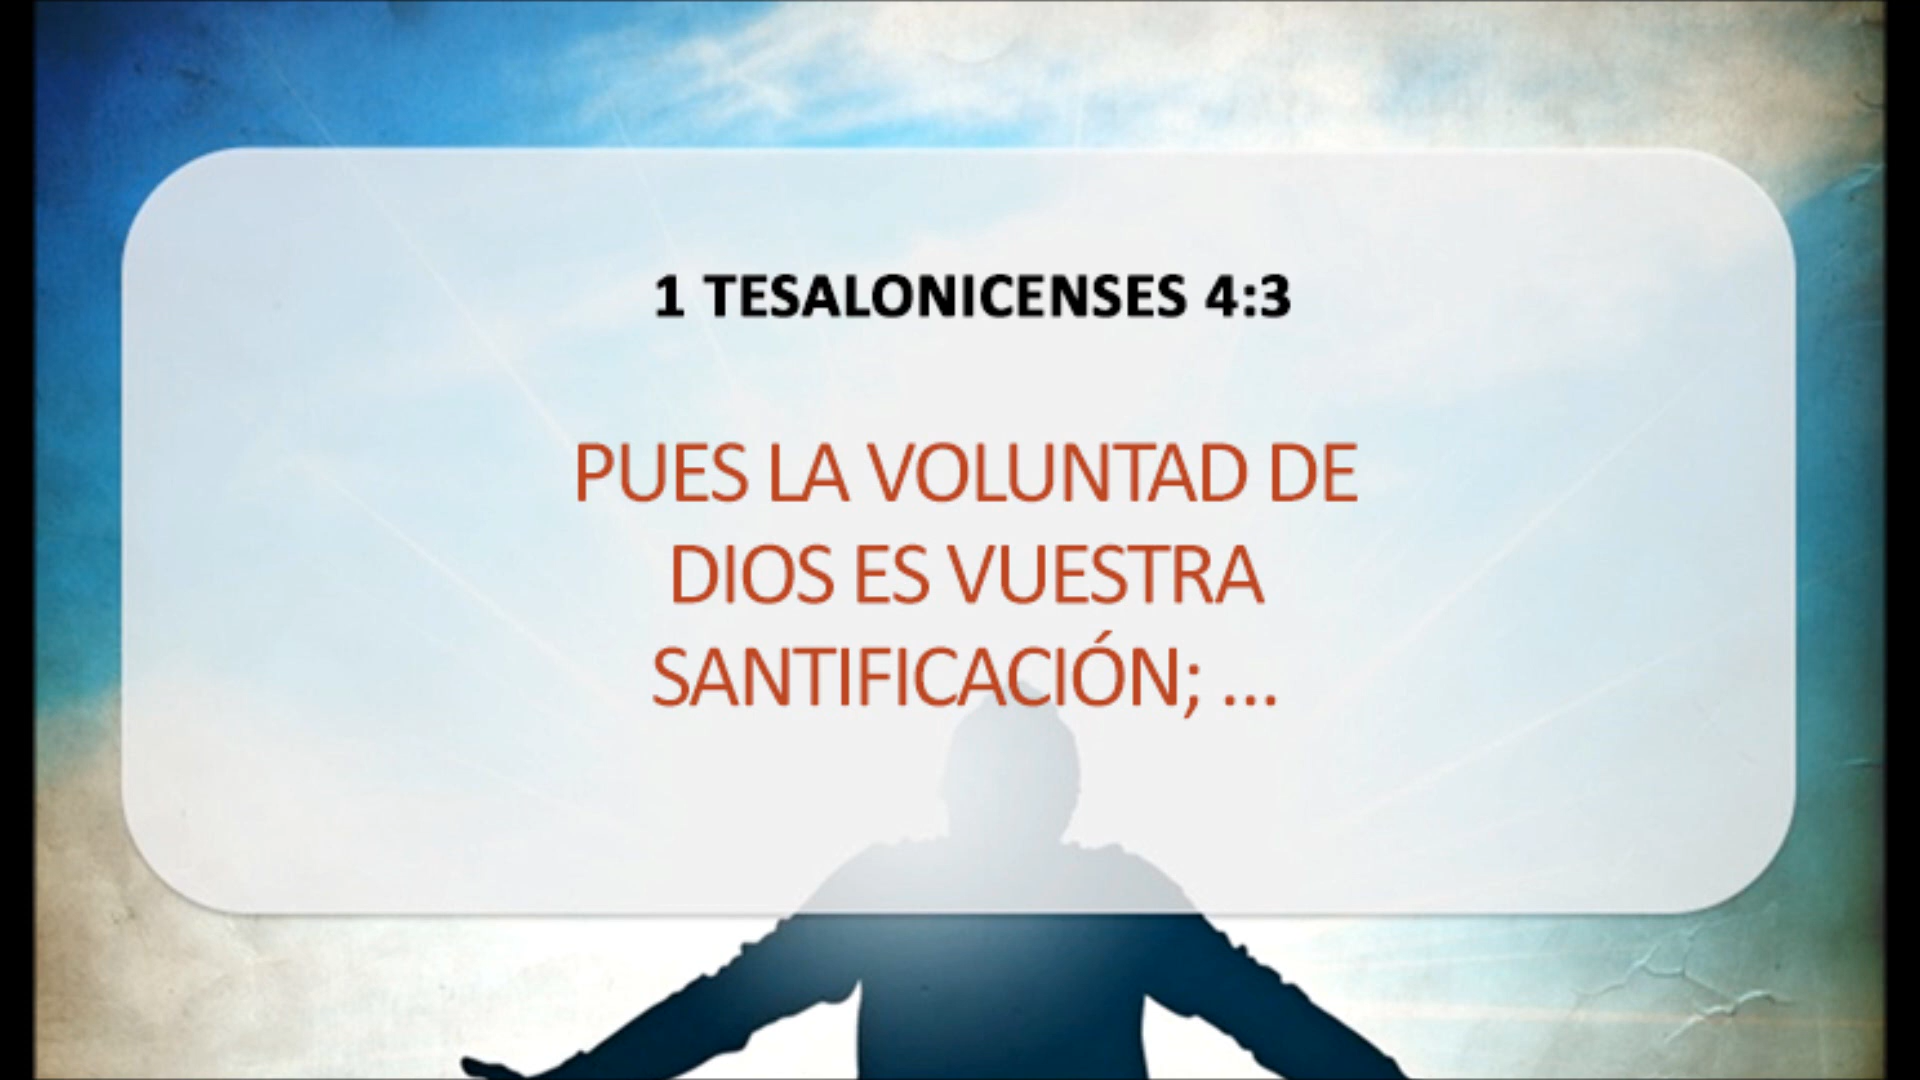 1 TESALONICENSES 4:3
PUES LA VOLUNTAD DE
DIOS ES VUESTRA
SANTIFICACIÓN; ...